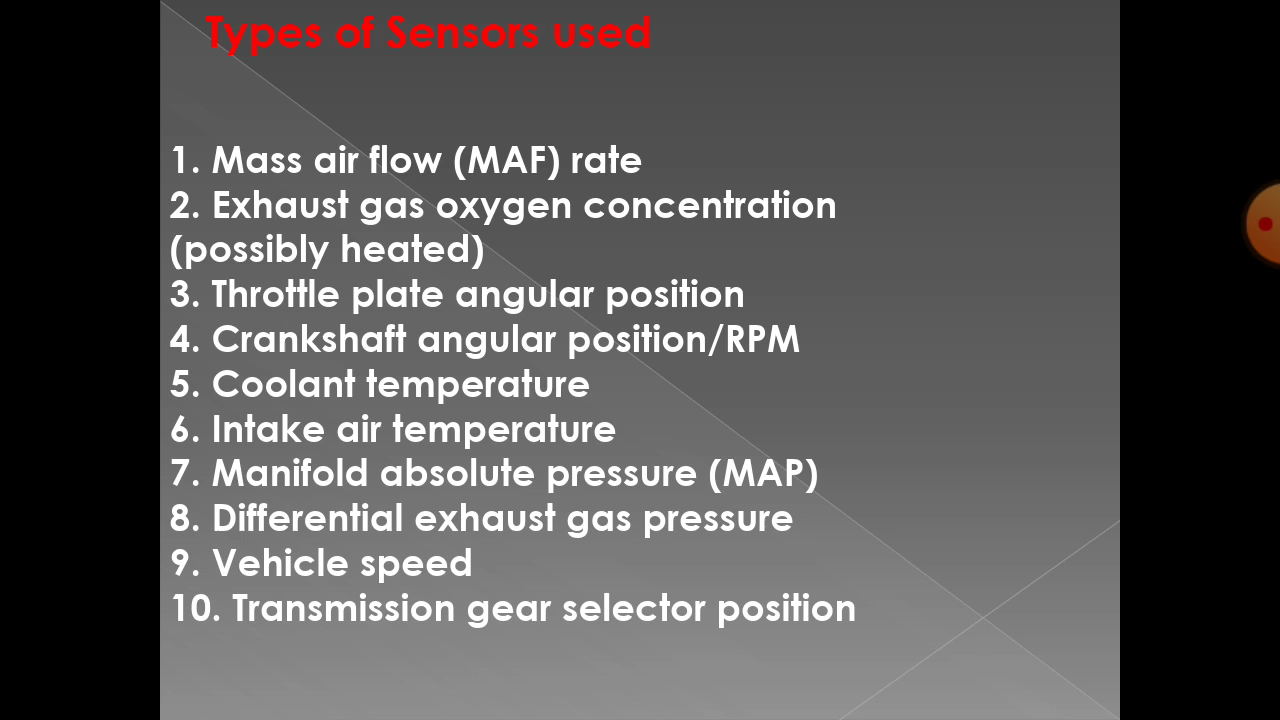 Types of Sensors used
1. Mass air flow (MAF) rate
2. Exhaust gas oxygen concentration
(possibly heated)
3. Throttle plate angular position
4. Crankshaft angular position/RPM
5. Coolant temperature
6. Intake air temperature
7. Manifold absolute pressure (MAP)
8. Differential exhaust gas pressure
9. Vehicle speed
10. Transmission gear selector position